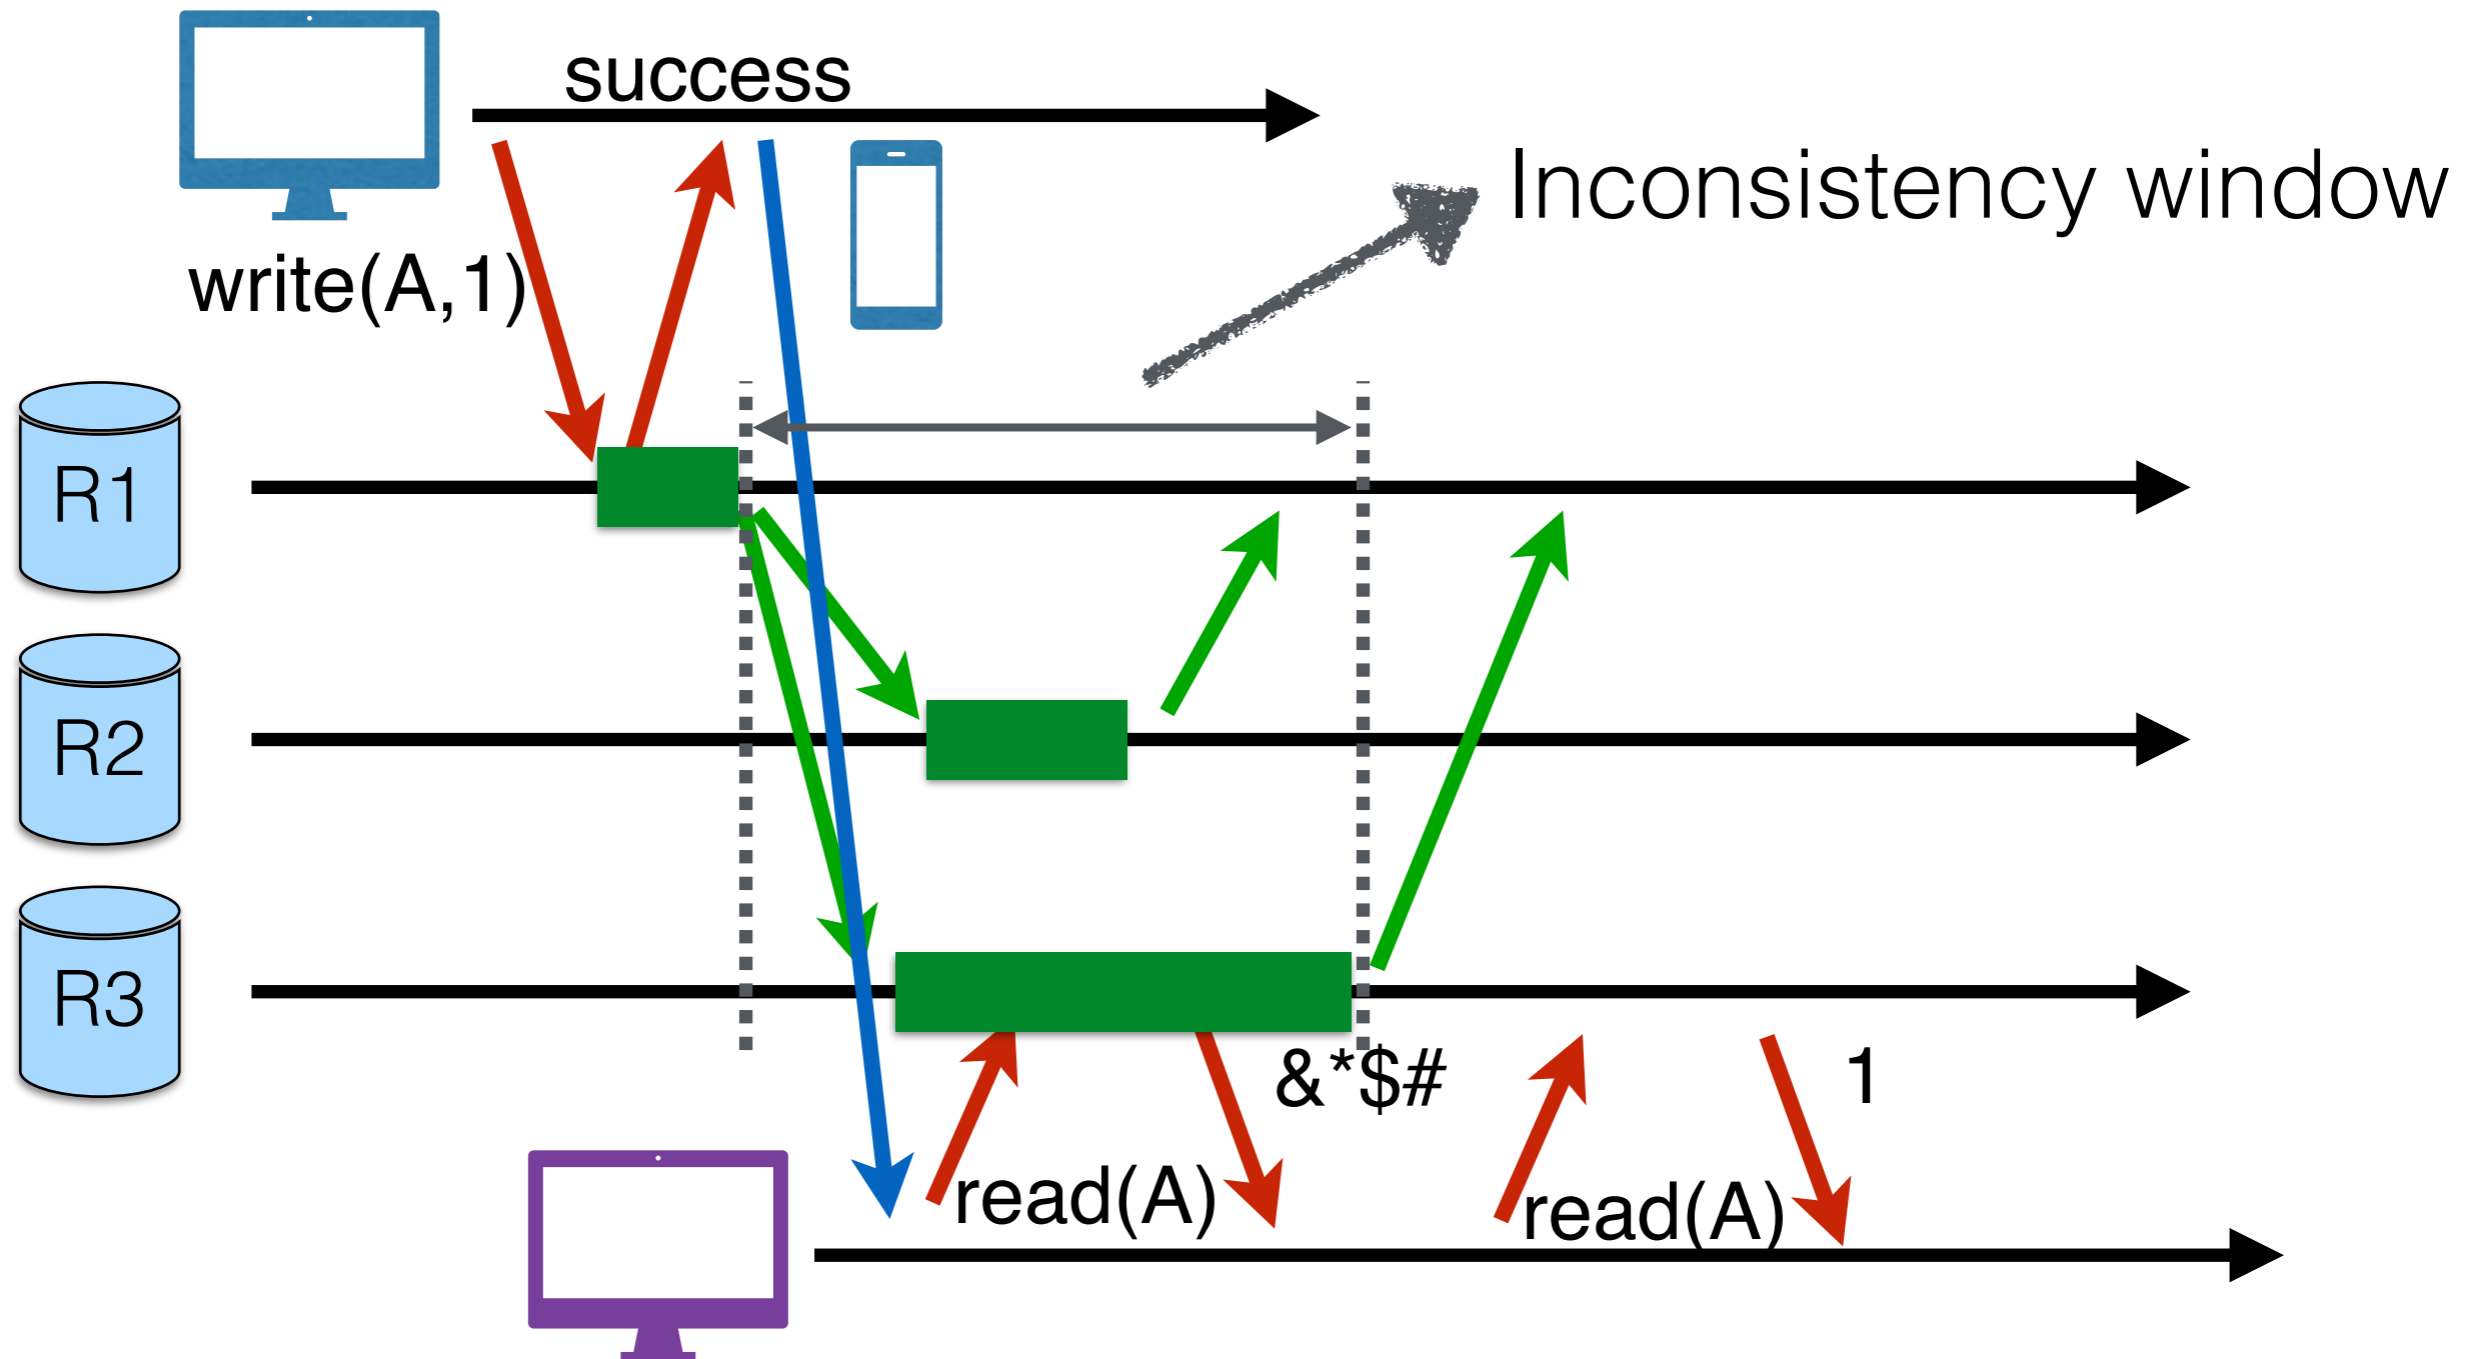 success
Inconsistency window
write(A,1)
R1
R2
R3
&*$#
1
read(A)
read(A)